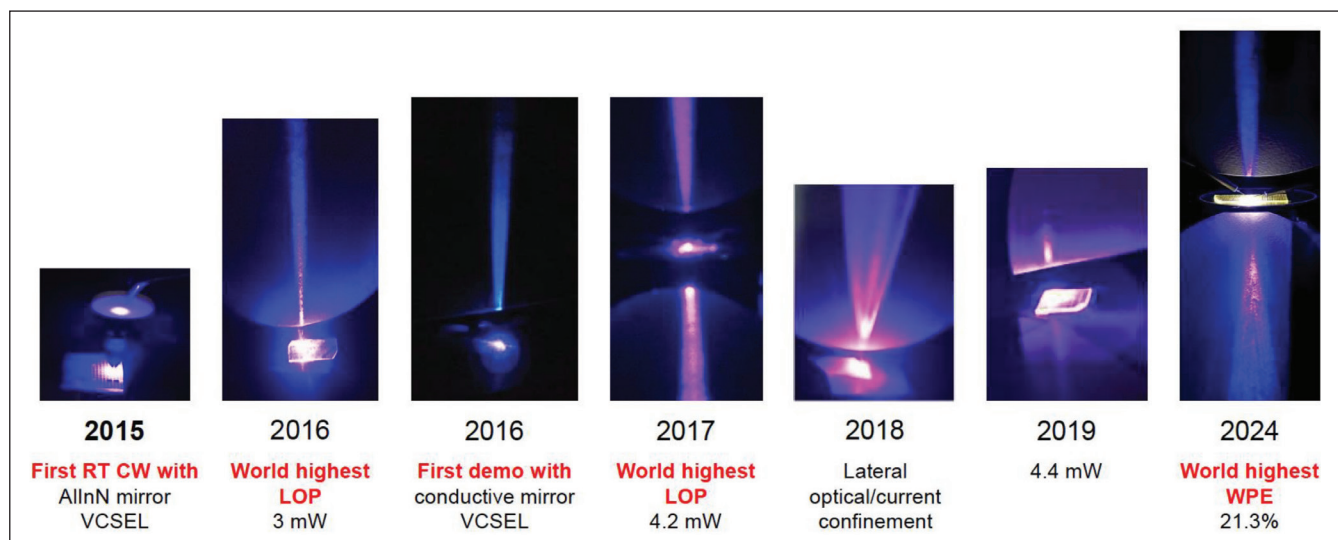 2015
First RT CW with
AlInN mirror
VCSEL
2016
World highest
LOP
3 mW
2016
First demo with
conductive mirror
VCSEL
2017
World highest
LOP
4.2 mW
2018
Lateral
optical/current
confinement
2019
4.4 mW
2024
World highest
WPE
21.3%